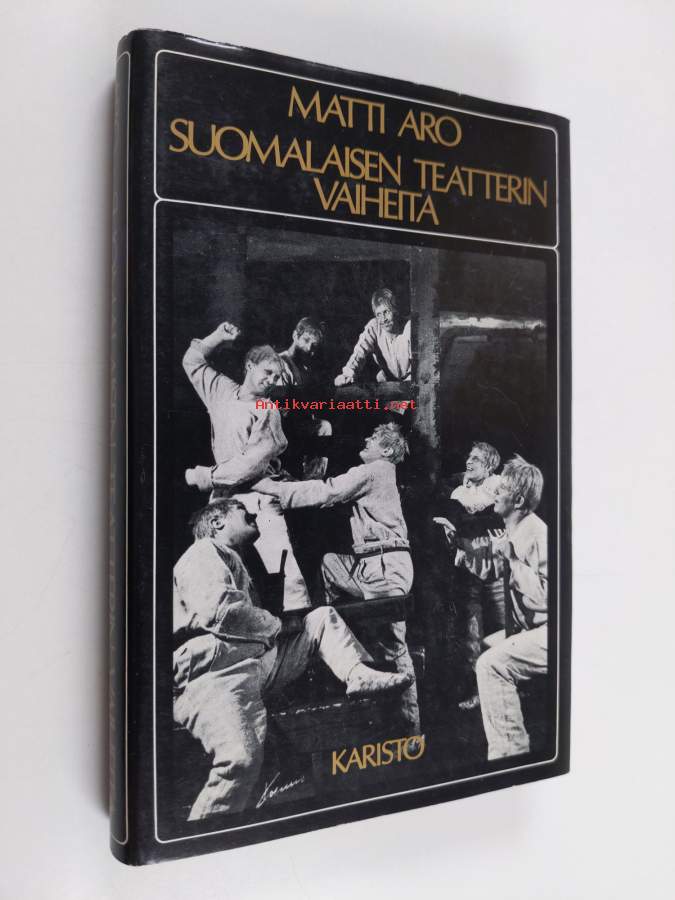 MATTI ARO
SUOMALAISEN TEATTERIN
VAIHEITA
Antikvariaatti.net
KARISTO